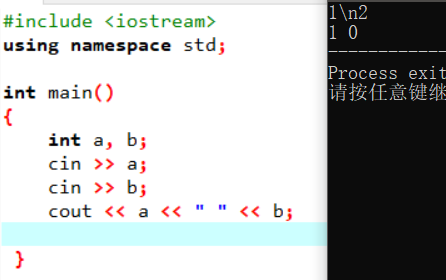 #include <iostream>
using namespace std;
int main()
{
    int a, b;
    cin >> a;
    cin >> b;
    cout << a << " " << b;
}
1\n2
1 0
--------------
Process exit
请按任意键继